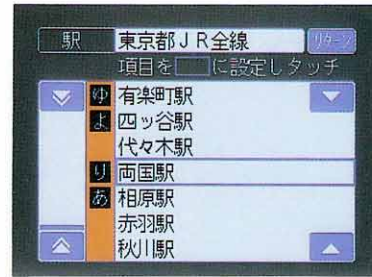 駅 東京都JR全線 リターン
項目を に設定しタッチ
ゆ 有楽町駅
よ 四ッ谷駅
代々木駅
り 両国駅
あ 相原駅
赤羽駅
秋川駅